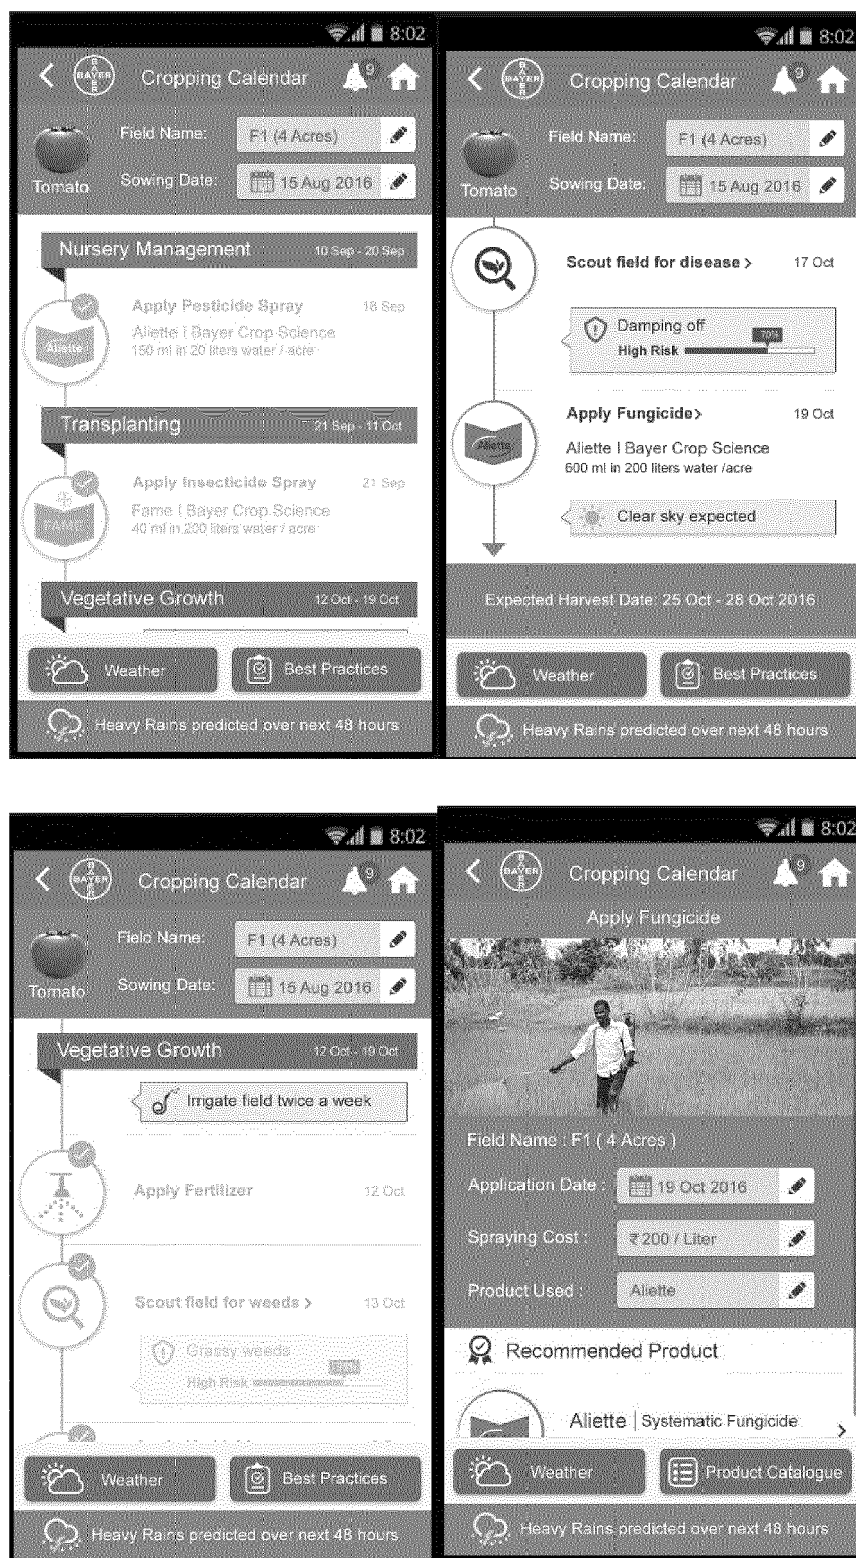 8:02
BAYER
BAYER
Cropping Calendar
9
Field Name:
F1 (4 Acres)
Tomato
Sowing Date:
15 Aug 2016
Nursery Management
10 Sep - 20 Sep
Apply Pesticide Spray
18 Sep
Aliette
Aliette | Bayer Crop Science
150 ml in 20 liters water / acre
Transplanting
21 Sep - 11 Oct
Apply Insecticide Spray
21 Sep
FAME
Fame | Bayer Crop Science
40 ml in 200 liters water / acre
Vegetative Growth
12 Oct - 19 Oct
Weather
Best Practices
Heavy Rains predicted over next 48 hours
8:02
BAYER
BAYER
Cropping Calendar
9
Field Name:
F1 (4 Acres)
Tomato
Sowing Date:
15 Aug 2016
Scout field for disease >
17 Oct
Damping off
70%
High Risk
Apply Fungicide>
19 Oct
Aliette
Aliette | Bayer Crop Science
600 ml in 200 liters water /acre
Clear sky expected
Expected Harvest Date: 25 Oct - 28 Oct 2016
Weather
Best Practices
Heavy Rains predicted over next 48 hours
8:02
BAYER
BAYER
Cropping Calendar
9
Field Name:
F1 (4 Acres)
Tomato
Sowing Date:
15 Aug 2016
Vegetative Growth
12 Oct - 19 Oct
Irrigate field twice a week
Apply Fertilizer
12 Oct
Scout field for weeds >
13 Oct
Grassy weeds
High Risk
Weather
Best Practices
Heavy Rains predicted over next 48 hours
8:02
BAYER
BAYER
Cropping Calendar
9
Apply Fungicide
Field Name : F1 ( 4 Acres )
Application Date :
19 Oct 2016
Spraying Cost :
₹ 200 / Liter
Product Used :
Aliette
Recommended Product
Aliette | Systematic Fungicide
>
Weather
Product Catalogue
Heavy Rains predicted over next 48 hours